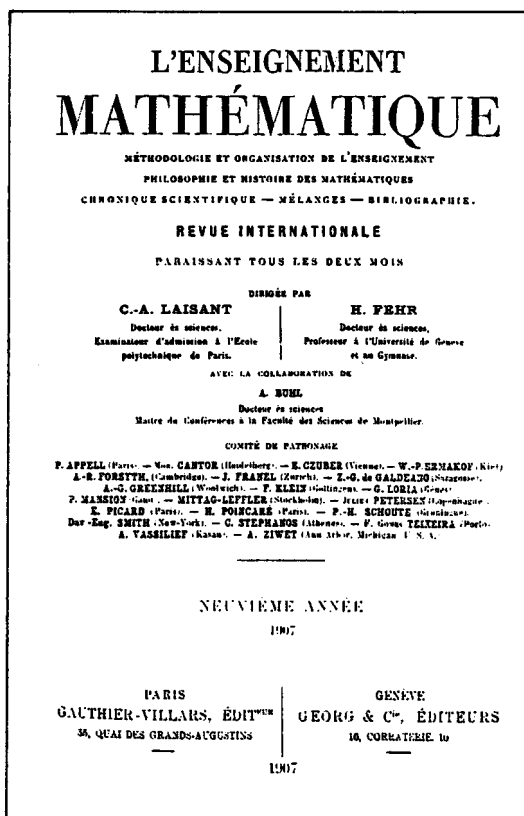 L'ENSEIGNEMENT
MATHÉMATIQUE
MÉTHODOLOGIE ET ORGANISATION DE L'ENSEIGNEMENT
PHILOSOPHIE ET HISTOIRE DES MATHÉMATIQUES
CHRONIQUE SCIENTIFIQUE — MÉLANGES — BIBLIOGRAPHIE.
REVUE INTERNATIONALE
PARAISSANT TOUS LES DEUX MOIS
DIRIGÉE PAR
C.-A. LAISANT
Docteur ès sciences,
Examinateur d'admission à l'Ecole
polytechnique de Paris.
H. FEHR
Docteur ès sciences,
Professeur à l'Université de Genève
et au Gymnase.
AVEC LA COLLABORATION DE
A. BUHL
Docteur ès sciences
Maitre de Conférences à la Faculté des Sciences de Montpellier.
COMITÉ DE PATRONAGE
P. APPELL (Paris). — Mor. CANTOR (Heidelberg). — E. CZUBER (Vienne). — W.-P. ERMAKOF (Kief)
A.-R. FORSYTH, (Cambridge). — J. FRANEL (Zurich). — Z.-G. de GALDEANO (Saragosse).
A.-G. GREENHILL (Woolwich). — F. KLEIN (Göttingen). — G. LORIA (Gênes)
P. MANSION (Gand). — MITTAG-LEFFLER (Stockholm). — Julius PETERSEN (Copenhague).
E. PICARD (Paris). — H. POINCARÉ (Paris). — P.-H. SCHOUTE (Groningue).
Dav.-Eug. SMITH (New-York). — C. STEPHANOS (Athènes). — F. Gomes TEIXEIRA (Porto)
A. VASSILIEF (Kasan). — A. ZIWET (Ann Arbor, Michigan U. S. A.
NEUVIÈME ANNÉE
1907
PARIS
GAUTHIER-VILLARS, ÉDITEUR
55, QUAI DES GRANDS-AUGUSTINS
GENÈVE
GEORG & Cie, ÉDITEURS
10, CORRATERIE, 10
1907